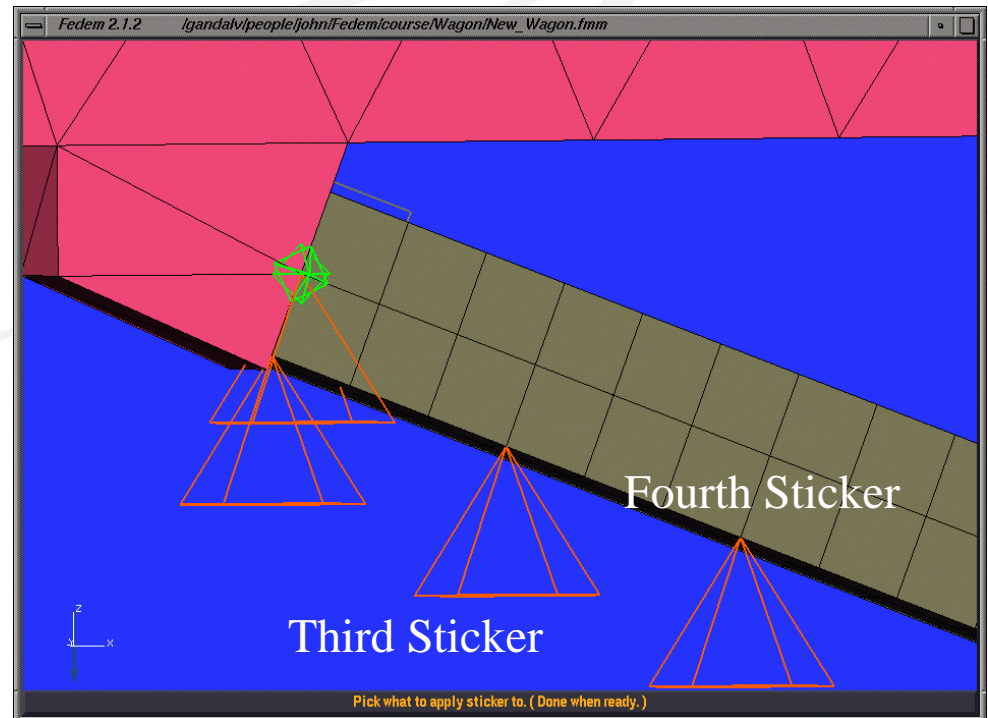 Fedem 2.1.2 /gandalv/people/john/Fedem/course/Wagon/New_Wagon.fmm
Fourth Sticker
Third Sticker
Z
X
Pick what to apply sticker to. ( Done when ready. )